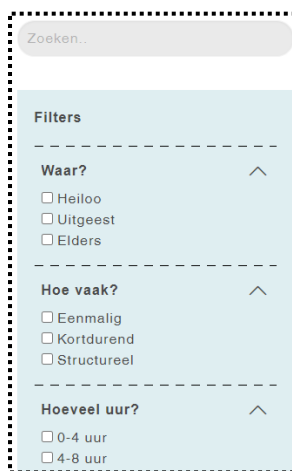 Zoeken..
Filters
Waar?
Heiloo
Uitgeest
Elders
Hoe vaak?
Eenmalig
Kortdurend
Structureel
Hoeveel uur?
0-4 uur
4-8 uur